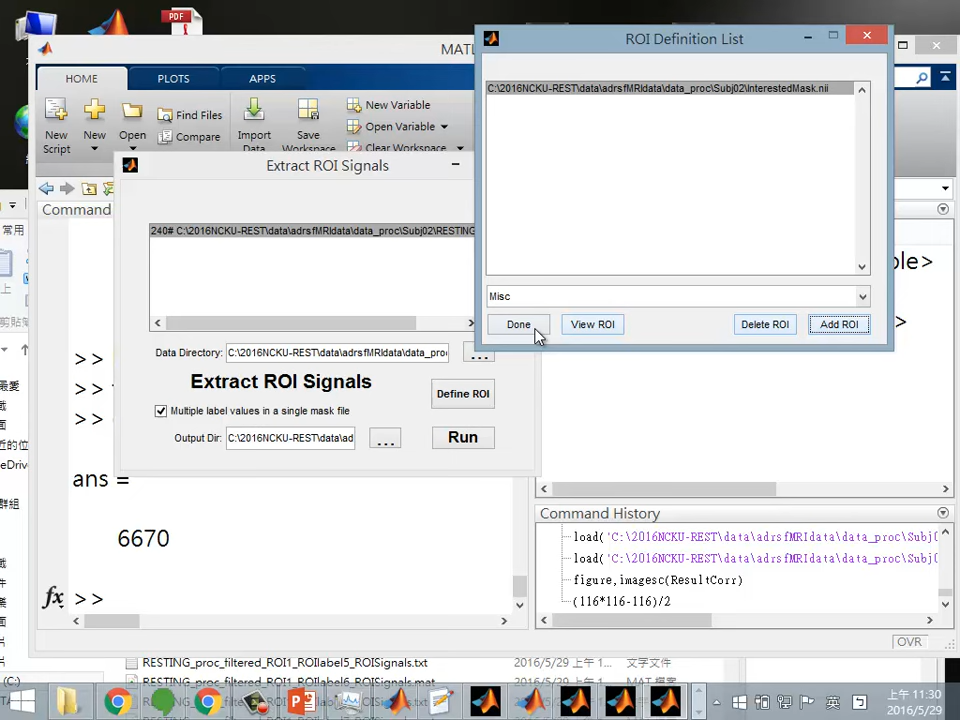 PDF
MATL
ROI Definition List
HOME
PLOTS
APPS
C:\2016NCKU-REST\data\adrsfMRIdata\data_proc\Subj02\InterestedMask.nii
New
Script
New
Open
Find Files
Compare
Import
Data
Save
Workspace
New Variable
Open Variable
Clear Workspace
Extract ROI Signals
Command
常用
240# C:\2016NCKU-REST\data\adrsfMRIdata\data_proc\Subj02\RESTING
Misc
Done
View ROI
Delete ROI
Add ROI
上
剪貼簿
>>
Data Directory:
C:\2016NCKU-REST\data\adrsfMRIdata\data_pro
...
Extract ROI Signals
Define ROI
Multiple label values in a single mask file
Output Dir:
C:\2016NCKU-REST\data\ad
...
Run
>>
>>
ans =
6670
fx >>
ble>
>
Command History
load('C:\2016NCKU-REST\data\adrsfMRIdata\data_proc\Subj0
load('C:\2016NCKU-REST\data\adrsfMRIdata\data_proc\Subj0
figure,imagesc(ResultCorr)
(116*116-116)/2
OVR
RESTING_proc_filtered_ROI1_ROIlabel5_ROISignals.txt
2016/5/29 上午 1...
文字文件
RESTING_proc_filtered_ROI1_ROIlabel6_ROISignals.mat
2016/5/29 上午 1...
MAT 檔案
(C:)
英
上午 11:30
2016/5/29